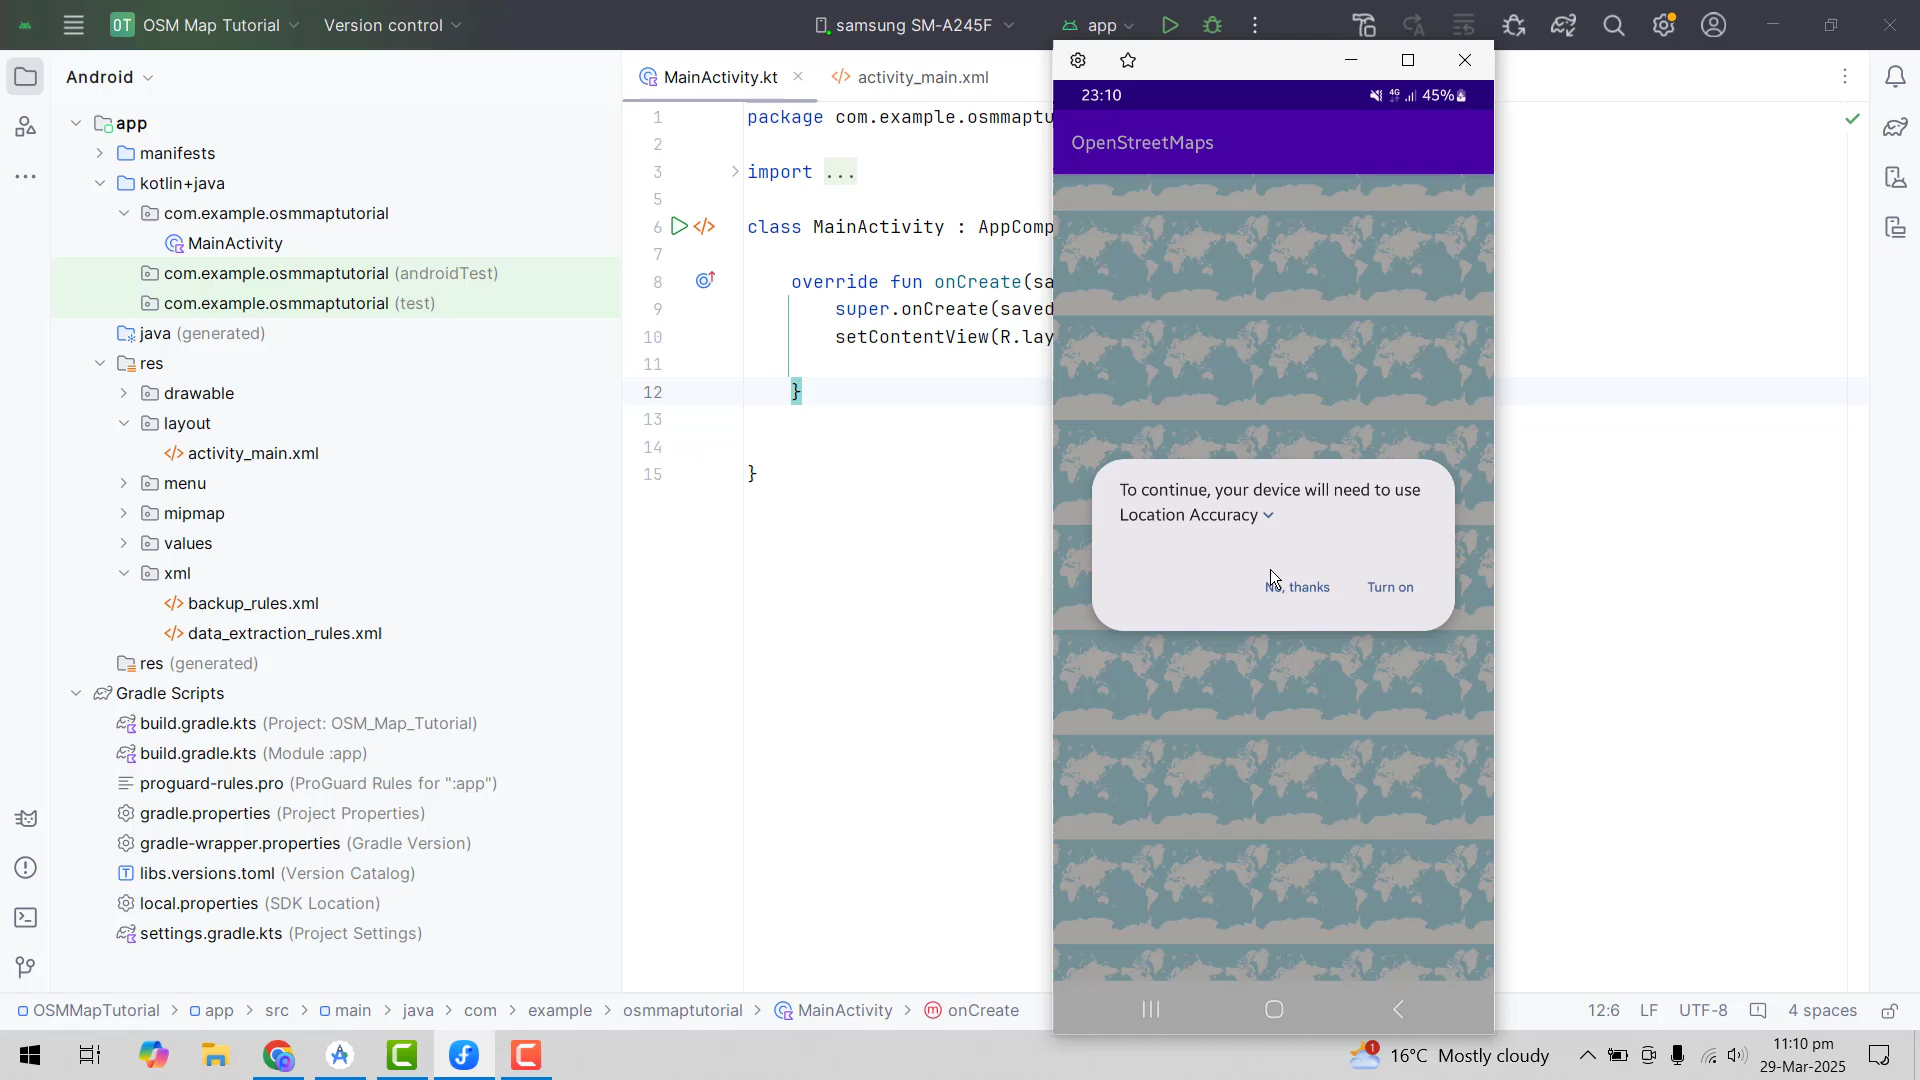 OT OSM Map Tutorial
Version control
samsung SM-A245F
app
Android
app
manifests
kotlin+java
com.example.osmmaptutorial
MainActivity
com.example.osmmaptutorial (androidTest)
com.example.osmmaptutorial (test)
java (generated)
res
drawable
layout
activity_main.xml
menu
mipmap
values
xml
backup_rules.xml
data_extraction_rules.xml
res (generated)
Gradle Scripts
build.gradle.kts (Project: OSM_Map_Tutorial)
build.gradle.kts (Module :app)
proguard-rules.pro (ProGuard Rules for ":app")
gradle.properties (Project Properties)
gradle-wrapper.properties (Gradle Version)
libs.versions.toml (Version Catalog)
local.properties (SDK Location)
settings.gradle.kts (Project Settings)
MainActivity.kt
activity_main.xml
1 package com.example.osmmaptu
2
3 import ...
5
6 class MainActivity : AppComp
7
8 override fun onCreate(sa
9 super.onCreate(saved
10 setContentView(R.lay
11
12 }
13
14
15 }
23:10
4G 45%
OpenStreetMaps
To continue, your device will need to use
Location Accuracy
No, thanks
Turn on
OSMMapTutorial > app > src > main > java > com > example > osmmaptutorial > MainActivity > onCreate
12:6 LF UTF-8 4 spaces
1 16°C Mostly cloudy
11:10 pm
29-Mar-2025